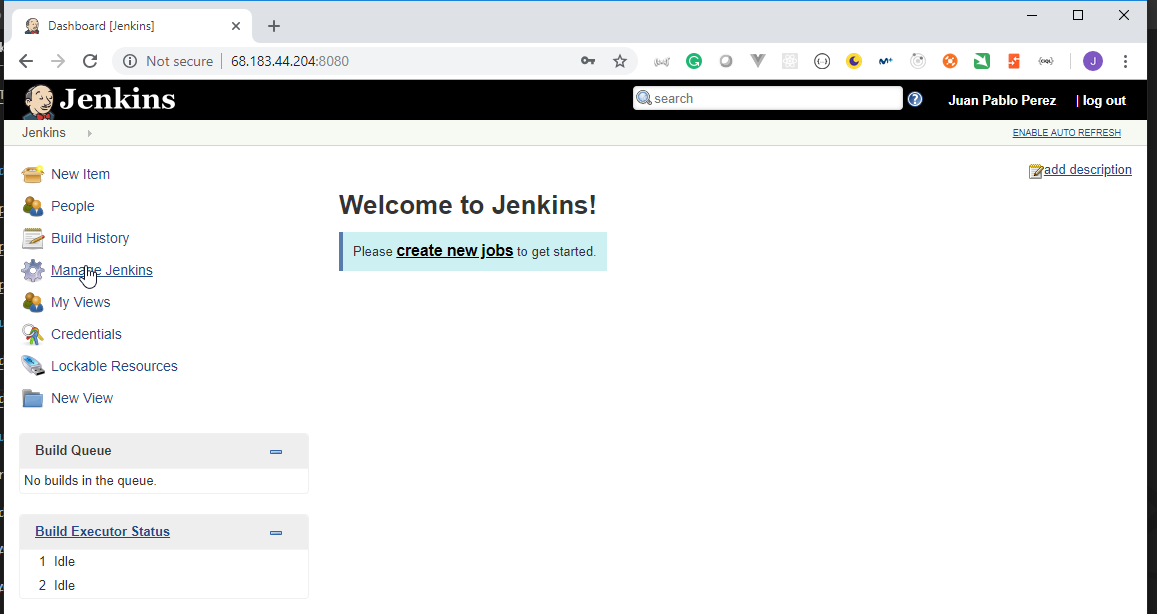 Dashboard [Jenkins]
Not secure | 68.183.44.204:8080
J
Jenkins
search
Juan Pablo Perez
| log out
Jenkins
ENABLE AUTO REFRESH
New Item
People
Build History
Manage Jenkins
My Views
Credentials
Lockable Resources
New View
add description
Welcome to Jenkins!
Please create new jobs to get started.
Build Queue
No builds in the queue.
Build Executor Status
1 Idle
2 Idle